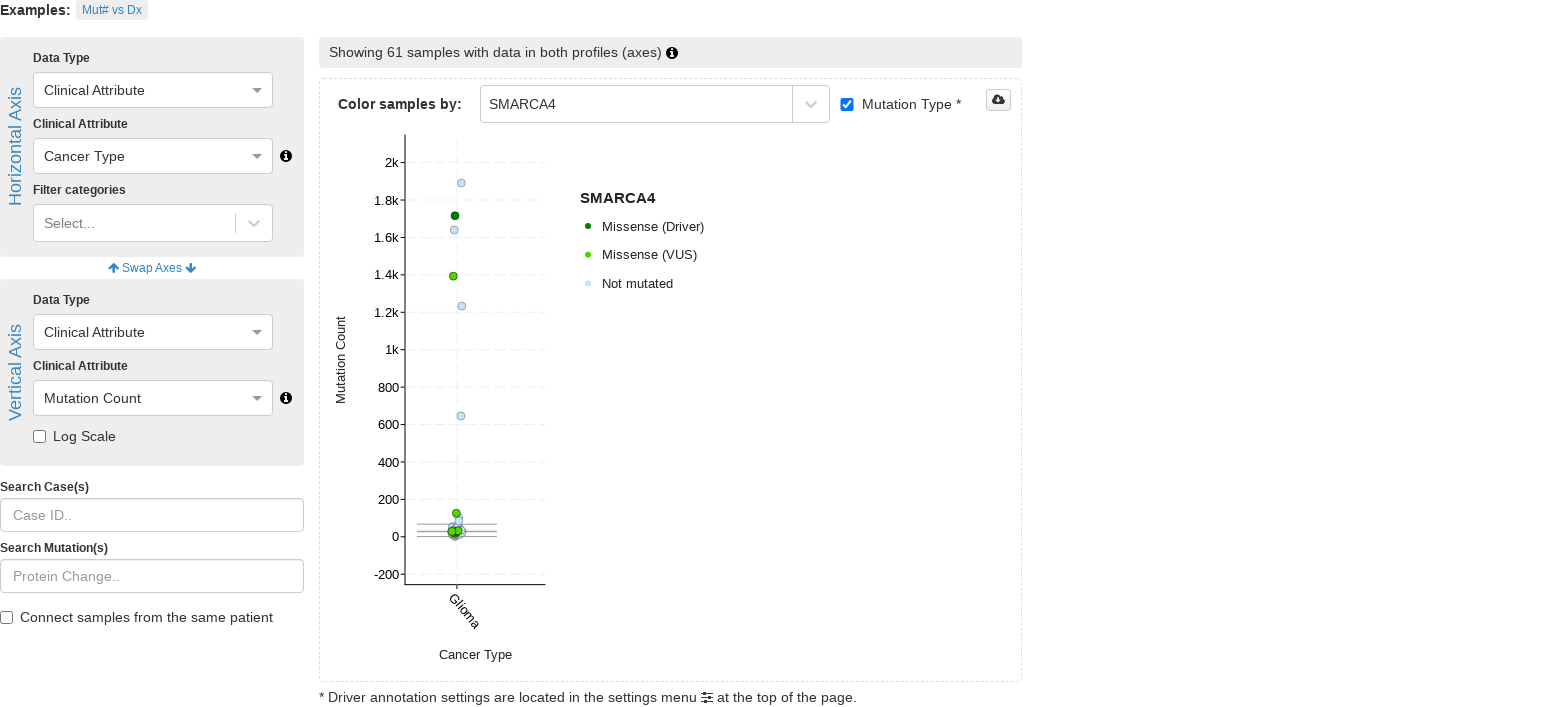 Examples: Mut# vs Dx
Horizontal Axis
Data Type
Clinical Attribute
Clinical Attribute
Cancer Type
Filter categories
Select...
Swap Axes
Vertical Axis
Data Type
Clinical Attribute
Clinical Attribute
Mutation Count
Log Scale
Search Case(s)
Case ID..
Search Mutation(s)
Protein Change..
Connect samples from the same patient
Showing 61 samples with data in both profiles (axes)
Color samples by: SMARCA4 Mutation Type *
Mutation Count
2k
1.8k
1.6k
1.4k
1.2k
1k
800
600
400
200
0
-200
Glioma
Cancer Type
SMARCA4
Missense (Driver)
Missense (VUS)
Not mutated
* Driver annotation settings are located in the settings menu at the top of the page.